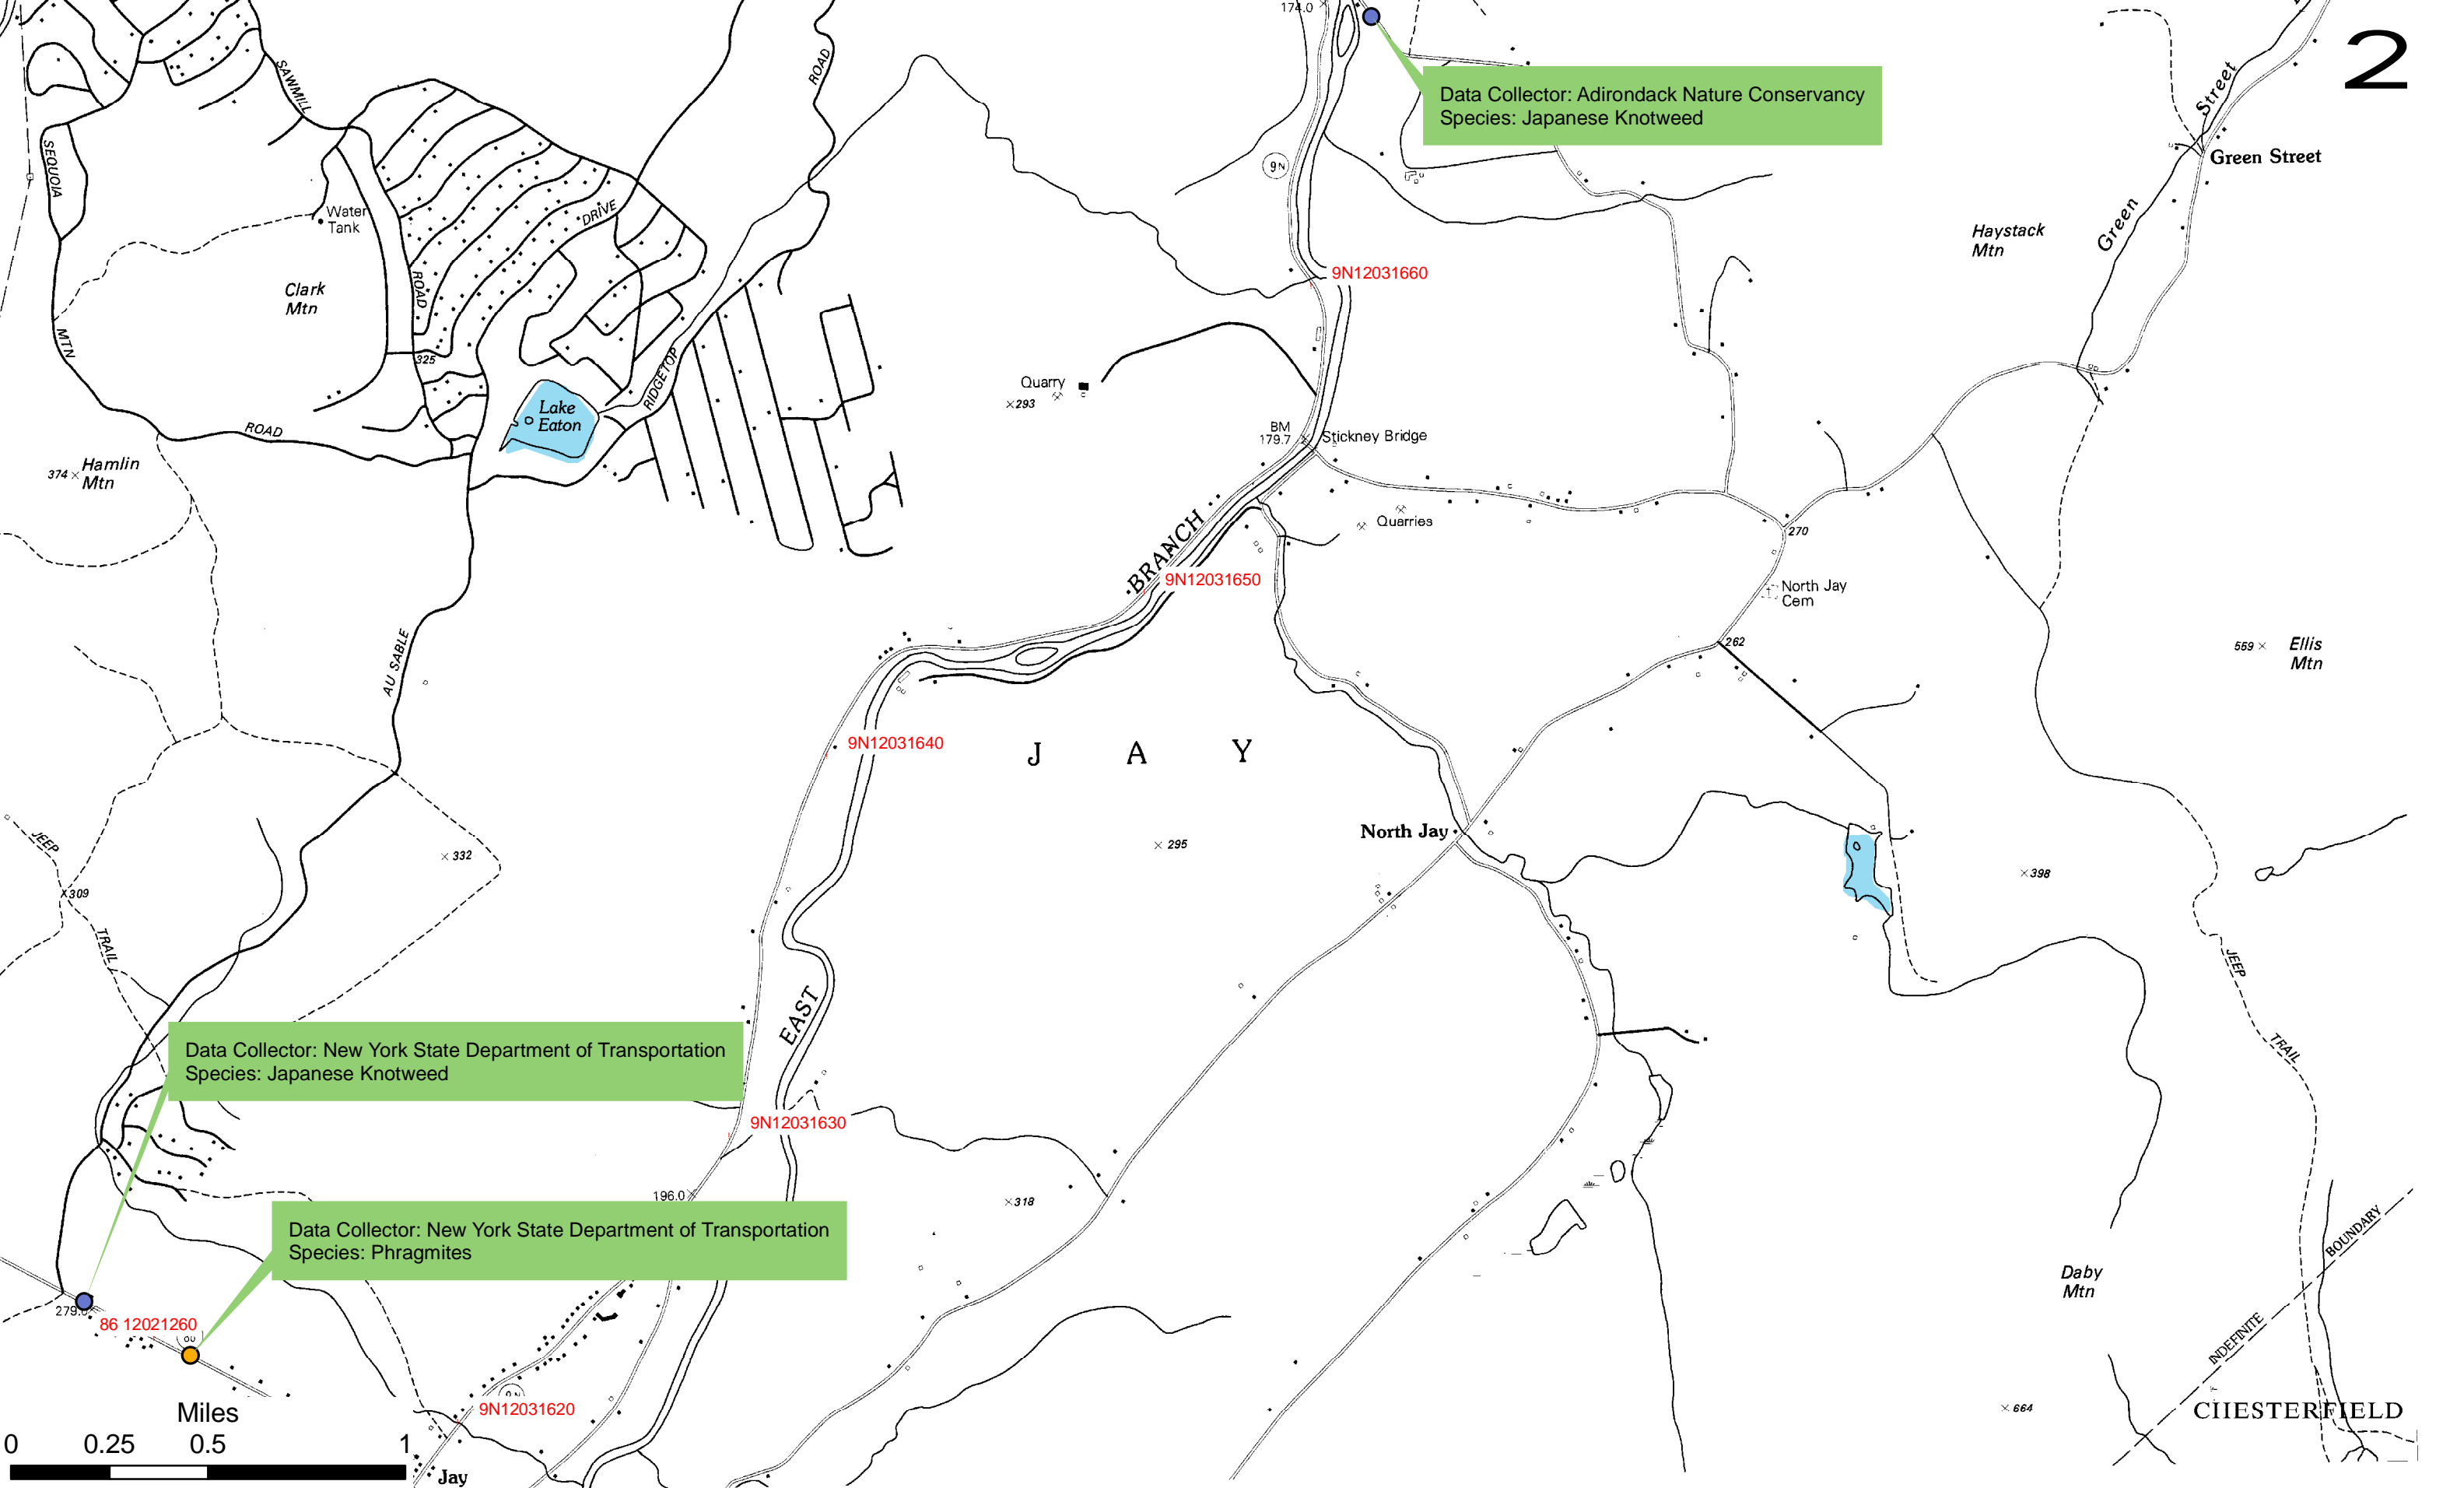 174.0
2
Data Collector: Adirondack Nature Conservancy
Species: Japanese Knotweed
SAWMILL
ROAD
SEQUOIA
9N
Green Street
Green Street
Water
Tank
DRIVE
Haystack
Mtn
Clark
Mtn
ROAD
9N12031660
MTN
325
RIDGETOP
Quarry
293
Lake
Eaton
ROAD
BM
179.7
Stickney Bridge
374
Hamlin
Mtn
BRANCH
Quarries
270
9N12031650
North Jay
Cem
AU SABLE
262
559
Ellis
Mtn
9N12031640
J A Y
North Jay
JEEP
332
295
309
398
TRAIL
JEEP
EAST
TRAIL
Data Collector: New York State Department of Transportation
Species: Japanese Knotweed
9N12031630
196.0
318
Data Collector: New York State Department of Transportation
Species: Phragmites
BOUNDARY
Daby
Mtn
INDEFINITE
86 12021260
9N12031620
664
CHESTERFIELD
Miles
0 0.25 0.5 1
Jay